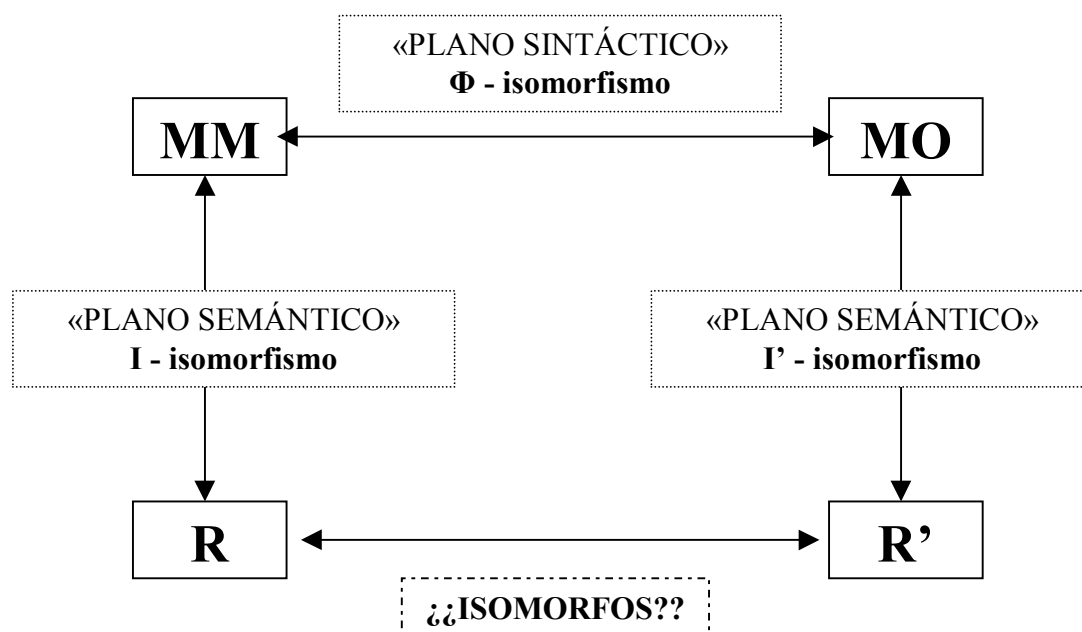 «PLANO SINTÁCTICO»
Φ - isomorfismo
MM
MO
«PLANO SEMÁNTICO»
I - isomorfismo
«PLANO SEMÁNTICO»
I’ - isomorfismo
R
R’
¿¿ISOMORFOS??